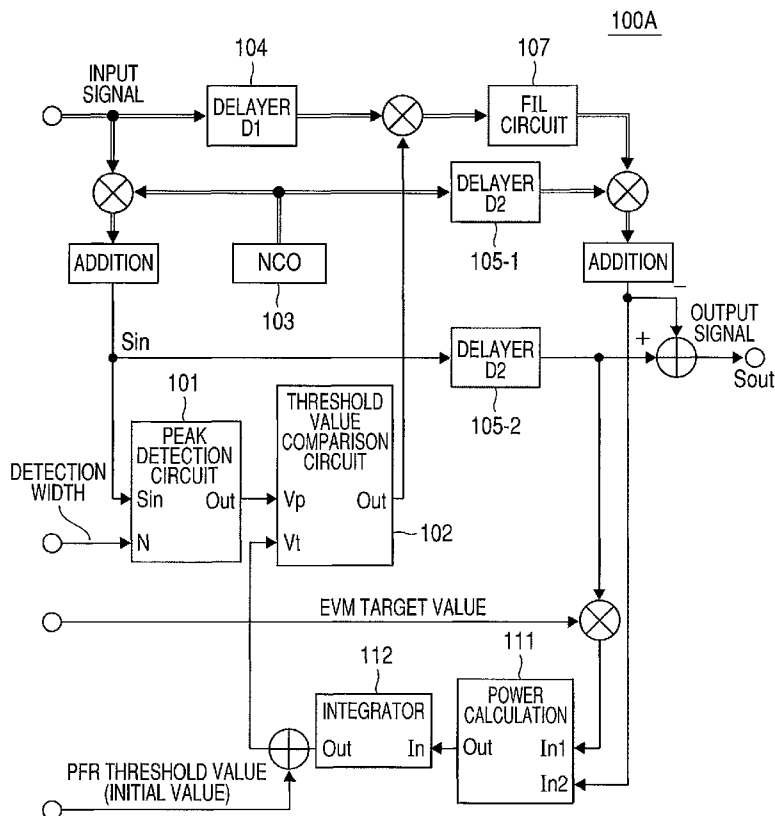 100A
INPUT
SIGNAL
104
DELAYER
D1
107
FIL
CIRCUIT
DELAYER
D2
105-1
ADDITION
NCO
103
ADDITION
−
OUTPUT
SIGNAL
Sin
DELAYER
D2
105-2
+
Sout
101
PEAK
DETECTION
CIRCUIT
Sin
Out
N
THRESHOLD
VALUE
COMPARISON
CIRCUIT
Vp
Out
Vt
102
DETECTION
WIDTH
EVM TARGET VALUE
112
INTEGRATOR
Out
In
111
POWER
CALCULATION
Out
In1
In2
PFR THRESHOLD VALUE
(INITIAL VALUE)